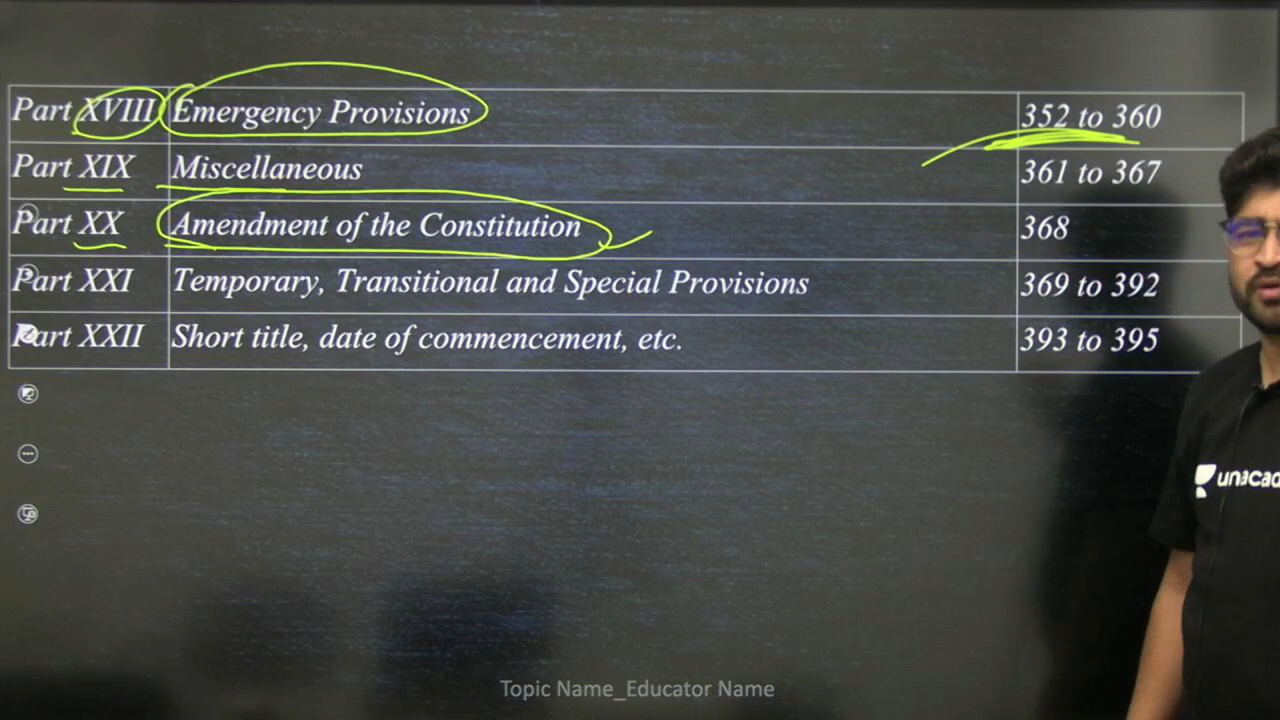 Part XVIII Emergency Provisions 352 to 360
Part XIX Miscellaneous 361 to 367
Part XX Amendment of the Constitution 368
Part XXI Temporary, Transitional and Special Provisions 369 to 392
Part XXII Short title, date of commencement, etc. 393 to 395
unacad
Topic Name_Educator Name